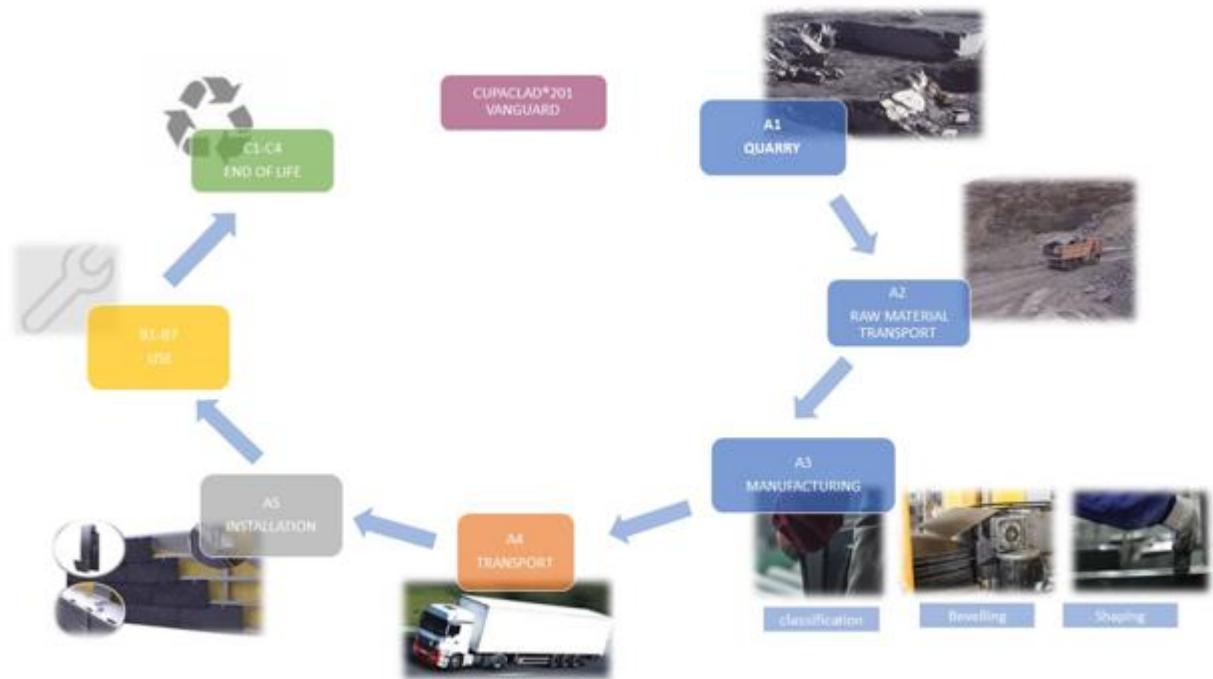 CUPACLAD®201
VANGUARD
A1
QUARRY
A2
RAW MATERIAL
TRANSPORT
A3
MANUFACTURING
classification
Bevelling
Shaping
A4
TRANSPORT
A5
INSTALLATION
B1-B7
USE
C1-C4
END OF LIFE